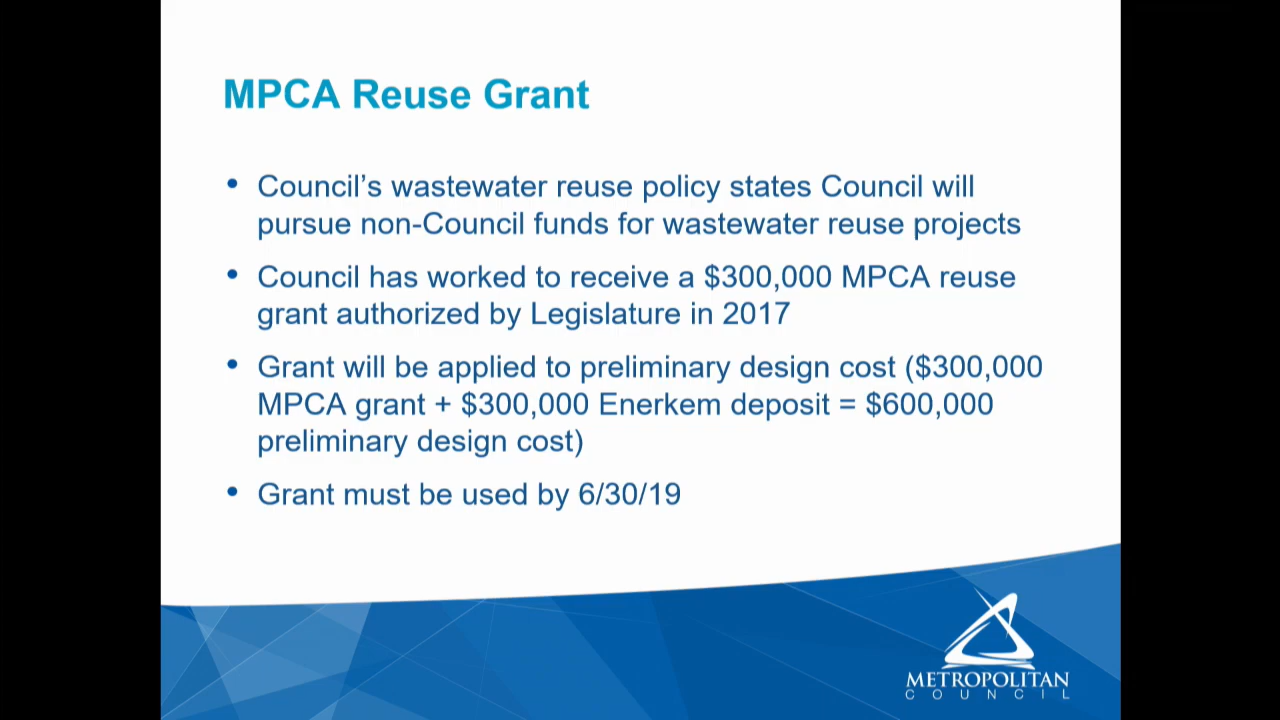 MPCA Reuse Grant
• Council’s wastewater reuse policy states Council will
pursue non-Council funds for wastewater reuse projects
• Council has worked to receive a $300,000 MPCA reuse
grant authorized by Legislature in 2017
• Grant will be applied to preliminary design cost ($300,000
MPCA grant + $300,000 Enerkem deposit = $600,000
preliminary design cost)
• Grant must be used by 6/30/19
METROPOLITAN
COUNCIL